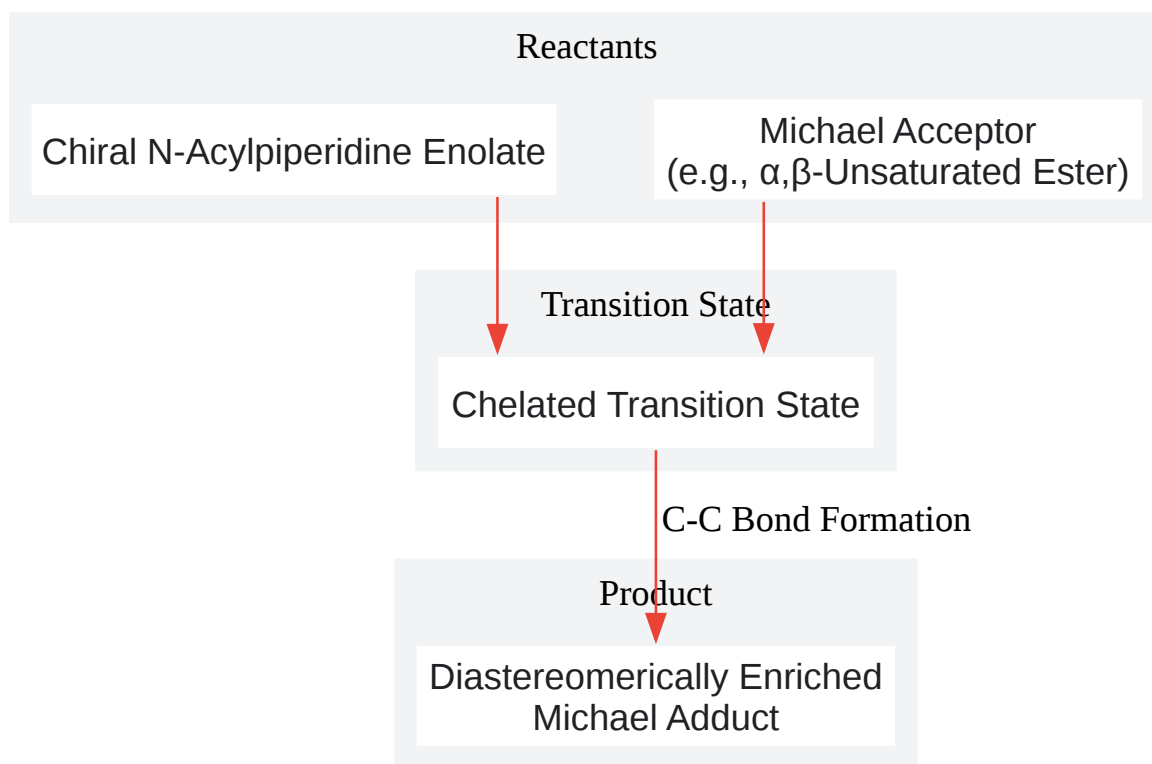 Reactants
Chiral N-Acylpiperidine Enolate
Michael Acceptor
(e.g., α,β-Unsaturated Ester)
Transition State
Chelated Transition State
C-C Bond Formation
Product
Diastereomerically Enriched
Michael Adduct